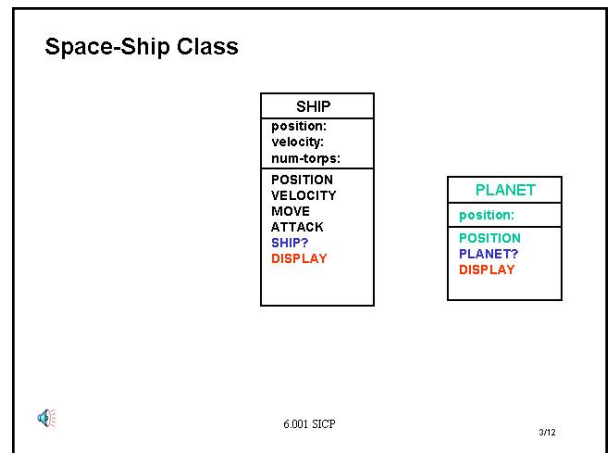 Space-Ship Class
SHIP
position:
velocity:
num-torps:
POSITION
VELOCITY
MOVE
ATTACK
SHIP?
DISPLAY
PLANET
position:
POSITION
PLANET?
DISPLAY
6.001 SICP
3/12